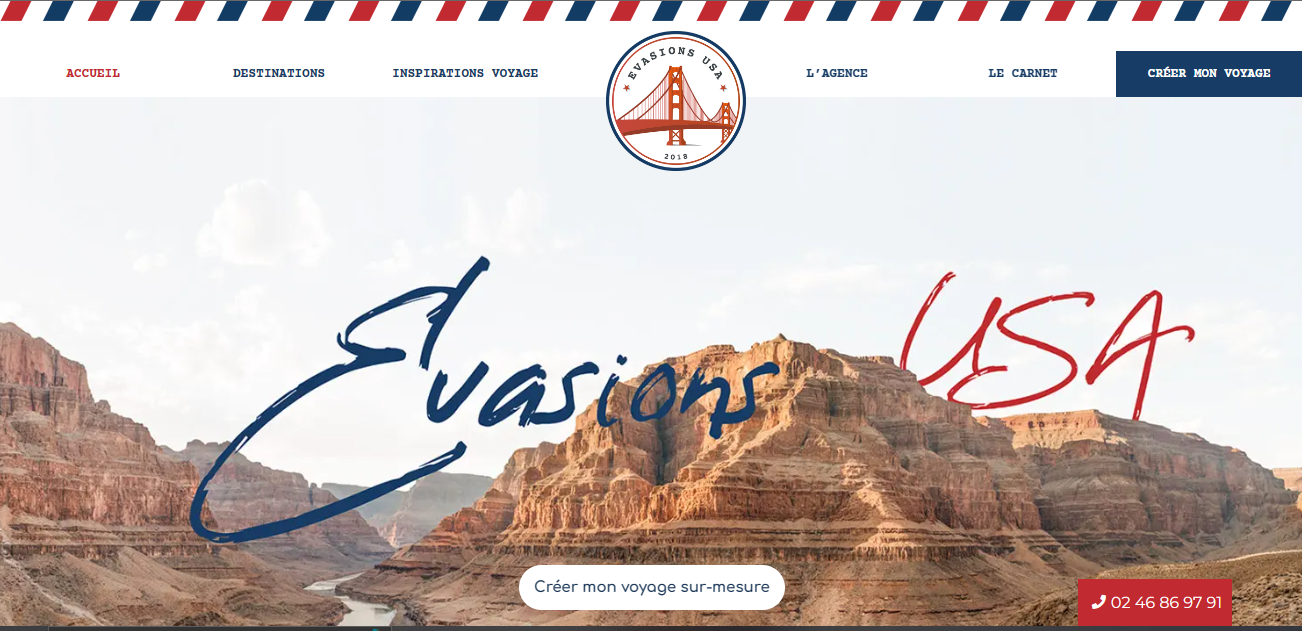 ACCUEIL
DESTINATIONS
INSPIRATIONS VOYAGE
EVASIONS USA
2018
L'AGENCE
LE CARNET
CRÉER MON VOYAGE
Évasions USA
Créer mon voyage sur-mesure
02 46 86 97 91